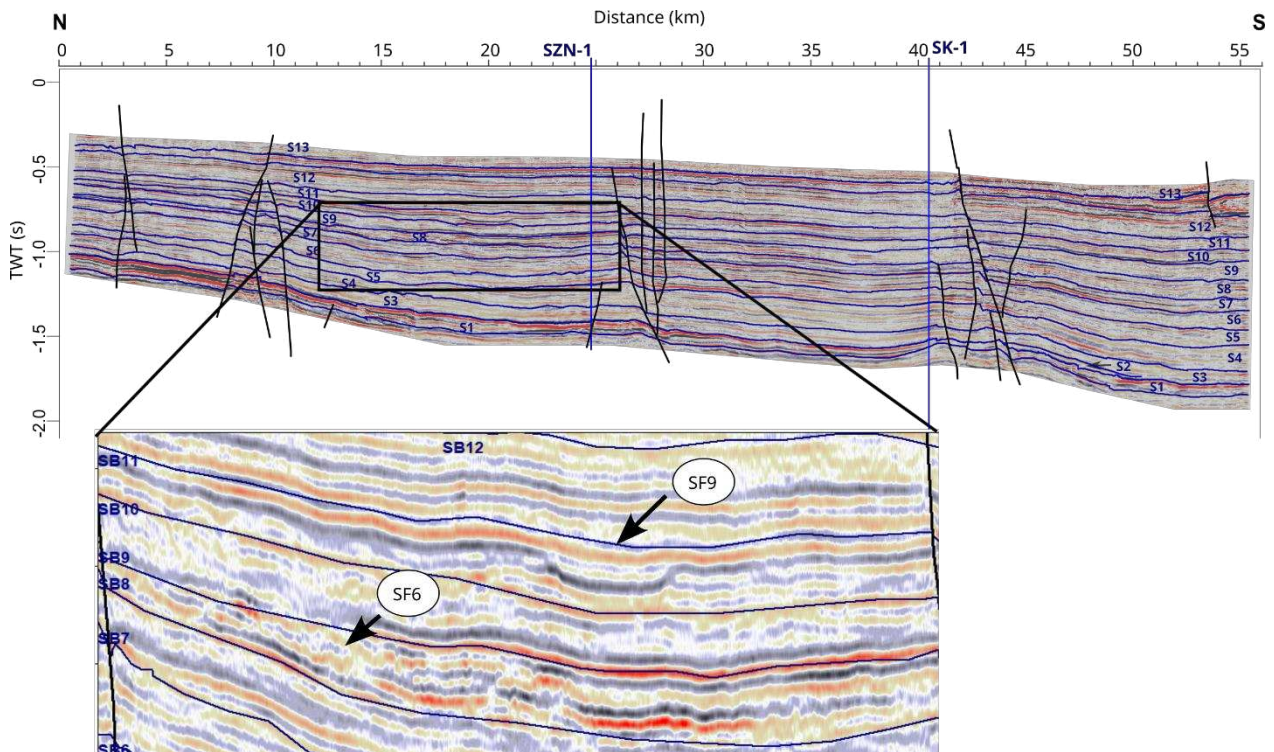 Distance (km)
N S
0 5 10 15 20 SZN-1 30 40 SK-1 45 50 55
TWT (s)
0
-0.5
-1.0
-1.5
-2.0
S13
S12
S11
S10
S9
S7
S8
S6
S5
S4
S3
S1
S13
S12
S11
S10
S9
S8
S7
S6
S5
S4
S2
S3
S1
SB12
SB11
SF9
SB10
SB9
SB8
SF6
SB7
SB6